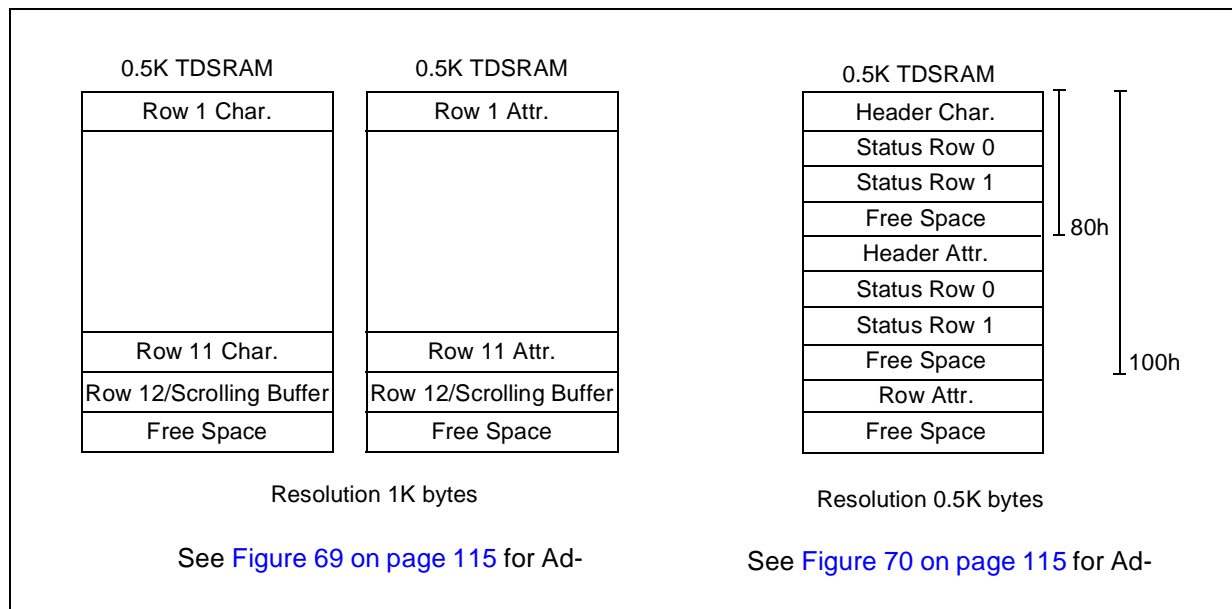 0.5K TDSRAM
Row 1 Char.
Row 11 Char.
Row 12/Scrolling Buffer
Free Space
0.5K TDSRAM
Row 1 Attr.
Row 11 Attr.
Row 12/Scrolling Buffer
Free Space
Resolution 1K bytes
See Figure 69 on page 115 for Ad-
0.5K TDSRAM
Header Char.
Status Row 0
Status Row 1
Free Space
Header Attr.
Status Row 0
Status Row 1
Free Space
Row Attr.
Free Space
80h
100h
Resolution 0.5K bytes
See Figure 70 on page 115 for Ad-